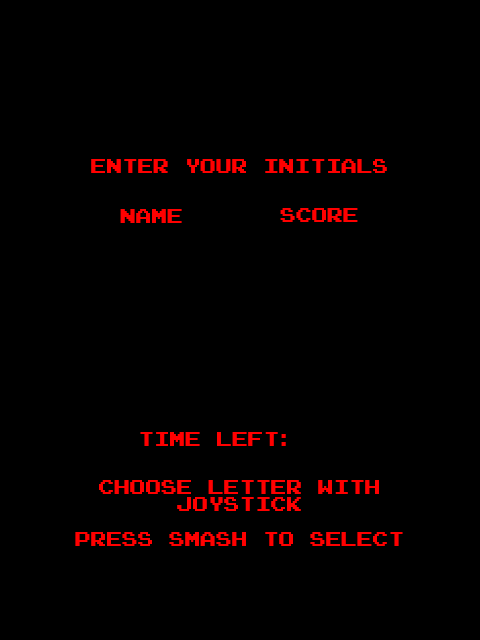 ENTER YOUR INITIALS
NAME SCORE
TIME LEFT:
CHOOSE LETTER WITH
JOYSTICK
PRESS SMASH TO SELECT